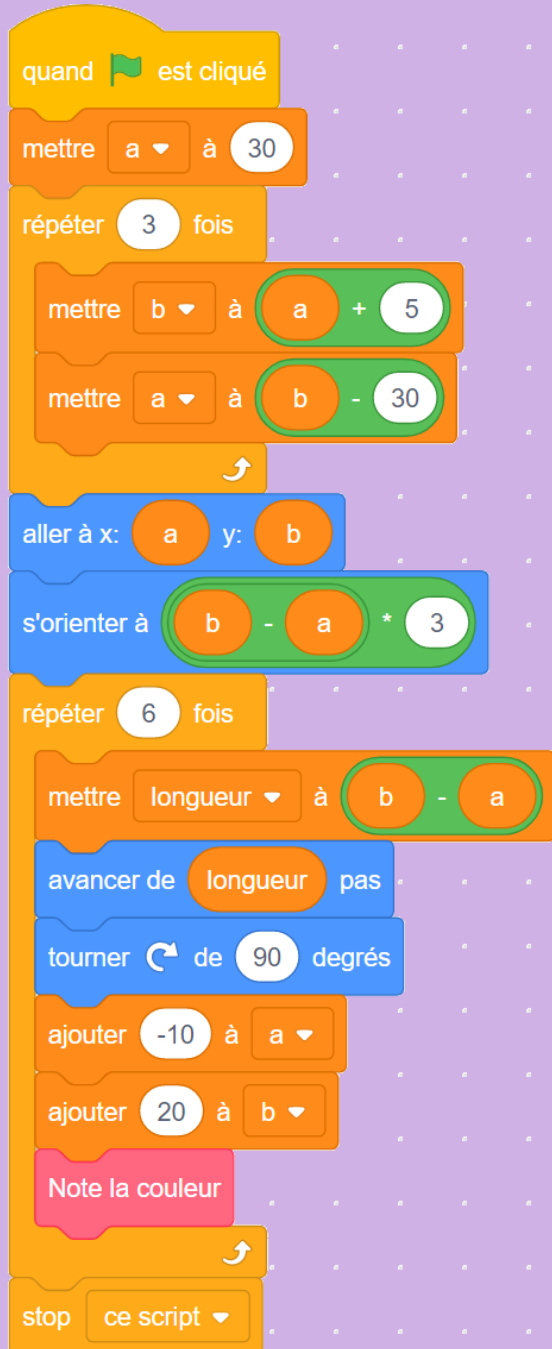 quand est cliqué
mettre a à 30
répéter 3 fois
mettre b à a + 5
mettre a à b - 30
aller à x: a y: b
s'orienter à b - a * 3
répéter 6 fois
mettre longueur à b - a
avancer de longueur pas
tourner de 90 degrés
ajouter -10 à a
ajouter 20 à b
Note la couleur
stop ce script